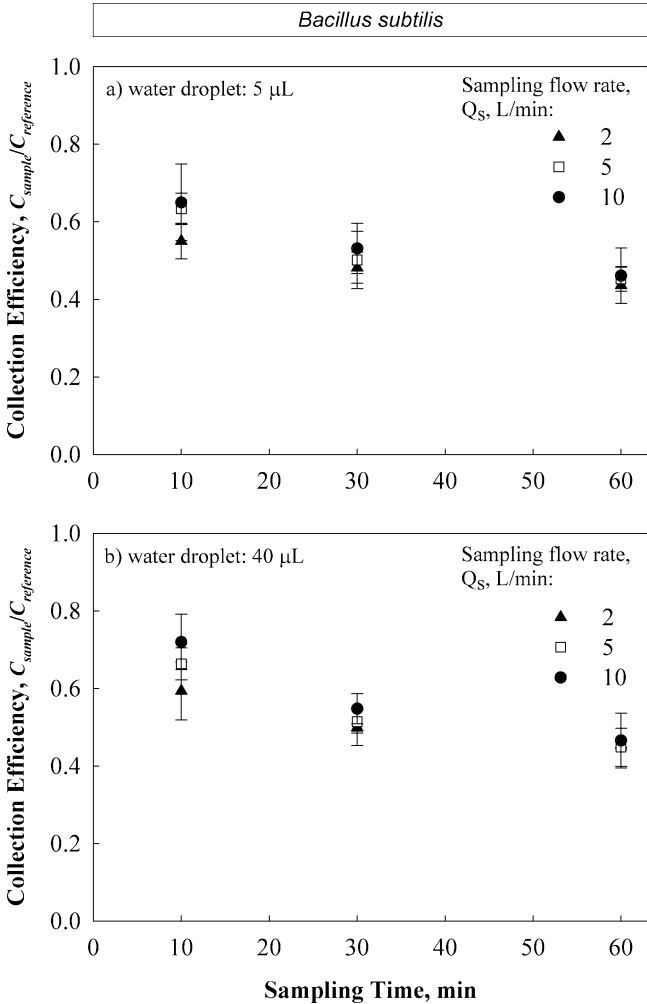 Bacillus subtilis
1.0
0.8
0.6
0.4
0.2
0.0
Collection Efficiency, Csample/Creference
a) water droplet: 5 μL
Sampling flow rate,
QS, L/min:
2
5
10
0 10 20 30 40 50 60
1.0
0.8
0.6
0.4
0.2
0.0
Collection Efficiency, Csample/Creference
b) water droplet: 40 μL
Sampling flow rate,
QS, L/min:
2
5
10
0 10 20 30 40 50 60
Sampling Time, min